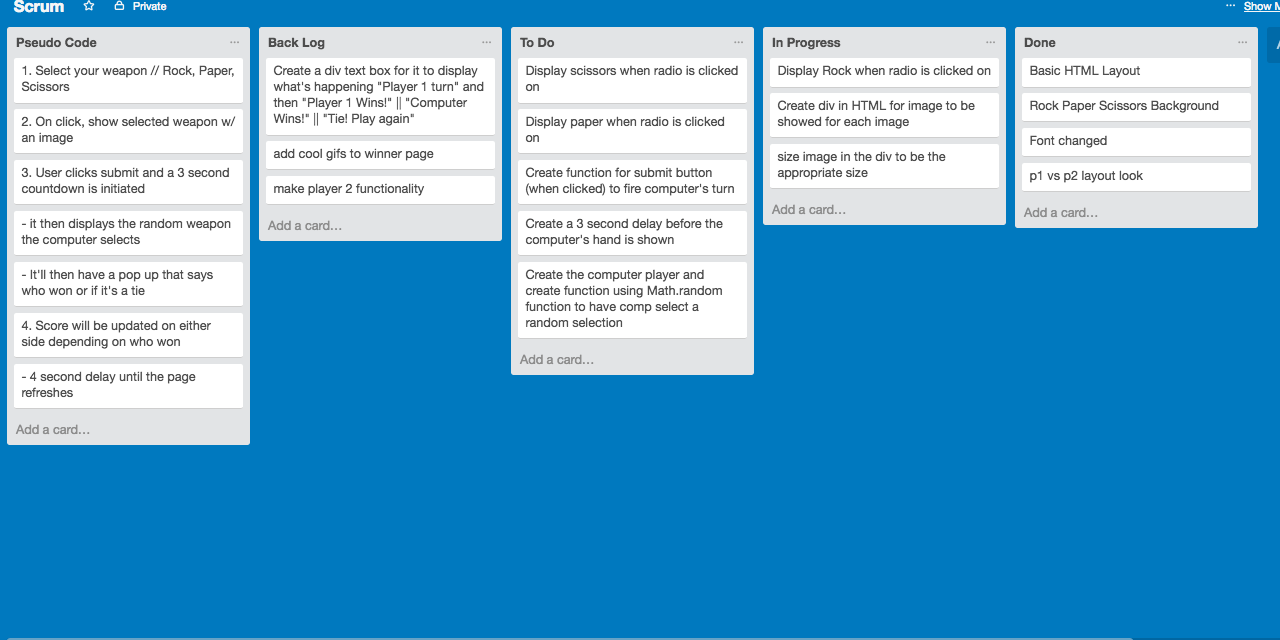 Scrum
Private
Show M
Pseudo Code
1. Select your weapon // Rock, Paper,
Scissors
2. On click, show selected weapon w/
an image
3. User clicks submit and a 3 second
countdown is initiated
- it then displays the random weapon
the computer selects
- It'll then have a pop up that says
who won or if it's a tie
4. Score will be updated on either
side depending on who won
- 4 second delay until the page
refreshes
Add a card...
Back Log
Create a div text box for it to display
what's happening "Player 1 turn" and
then "Player 1 Wins!" || "Computer
Wins!" || "Tie! Play again"
add cool gifs to winner page
make player 2 functionality
Add a card...
To Do
Display scissors when radio is clicked
on
Display paper when radio is clicked
on
Create function for submit button
(when clicked) to fire computer's turn
Create a 3 second delay before the
computer's hand is shown
Create the computer player and
create function using Math.random
function to have comp select a
random selection
Add a card...
In Progress
Display Rock when radio is clicked on
Create div in HTML for image to be
showed for each image
size image in the div to be the
appropriate size
Add a card...
Done
Basic HTML Layout
Rock Paper Scissors Background
Font changed
p1 vs p2 layout look
Add a card...